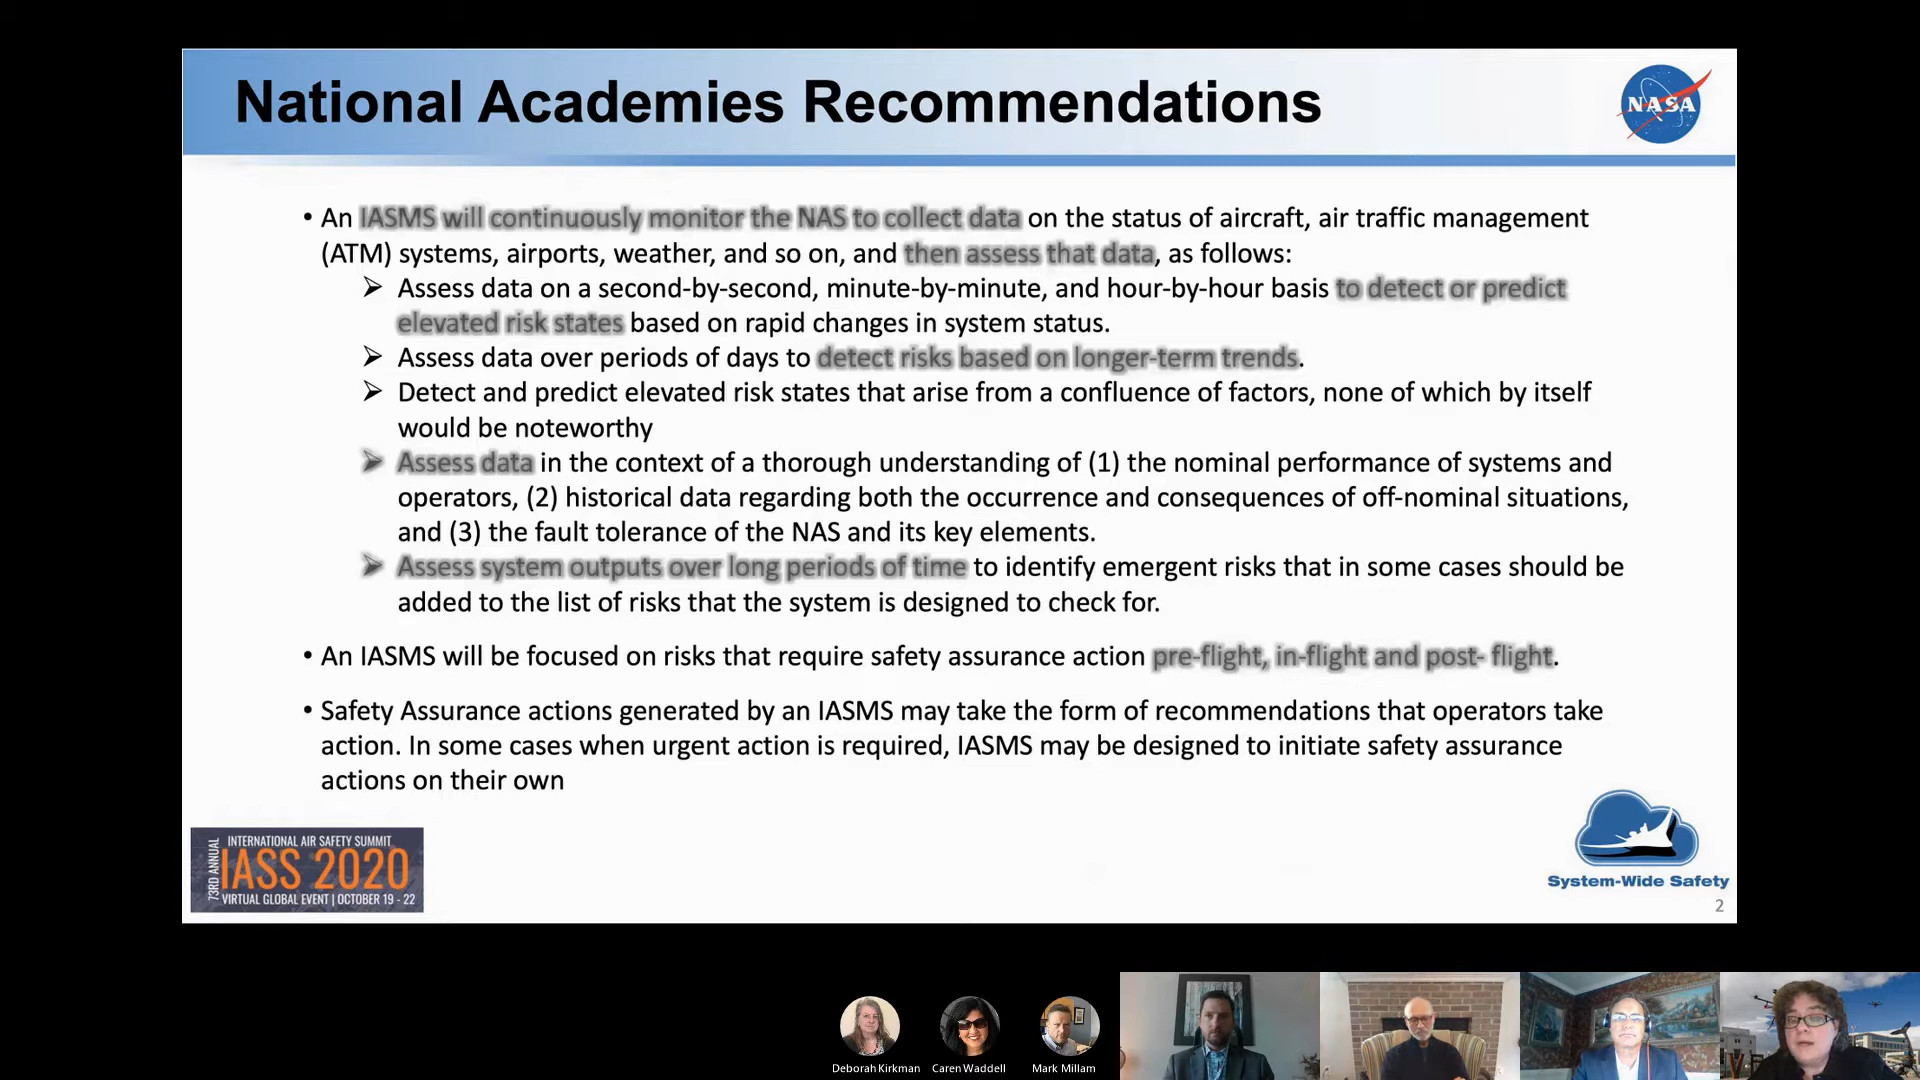 National Academies Recommendations
NASA
• An IASMS will continuously monitor the NAS to collect data on the status of aircraft, air traffic management
(ATM) systems, airports, weather, and so on, and then assess that data, as follows:
➢ Assess data on a second-by-second, minute-by-minute, and hour-by-hour basis to detect or predict
elevated risk states based on rapid changes in system status.
➢ Assess data over periods of days to detect risks based on longer-term trends.
➢ Detect and predict elevated risk states that arise from a confluence of factors, none of which by itself
would be noteworthy
➢ Assess data in the context of a thorough understanding of (1) the nominal performance of systems and
operators, (2) historical data regarding both the occurrence and consequences of off-nominal situations,
and (3) the fault tolerance of the NAS and its key elements.
➢ Assess system outputs over long periods of time to identify emergent risks that in some cases should be
added to the list of risks that the system is designed to check for.
• An IASMS will be focused on risks that require safety assurance action pre-flight, in-flight and post- flight.
• Safety Assurance actions generated by an IASMS may take the form of recommendations that operators take
action. In some cases when urgent action is required, IASMS may be designed to initiate safety assurance
actions on their own
73RD ANNUAL
INTERNATIONAL AIR SAFETY SUMMIT
IASS 2020
VIRTUAL GLOBAL EVENT | OCTOBER 19 - 22
System-Wide Safety
2
Deborah Kirkman
Caren Waddell
Mark Millam